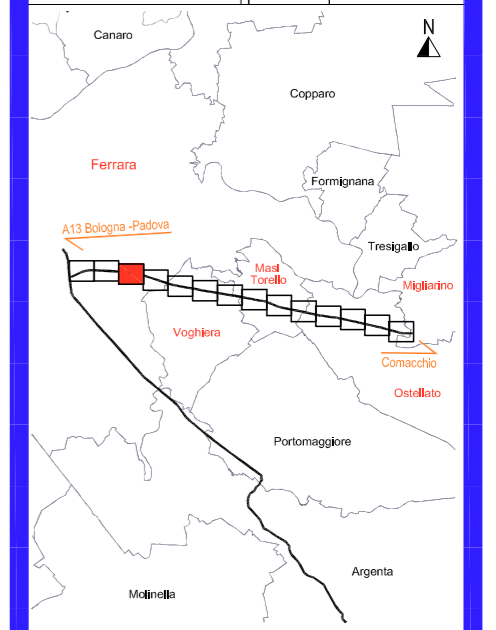 N
Canaro
Copparo
Ferrara
Formignana
A13 Bologna -Padova
Tresigallo
Masi
Torello
Migliarino
Voghiera
Comacchio
Ostellato
Portomaggiore
Argenta
Molinella